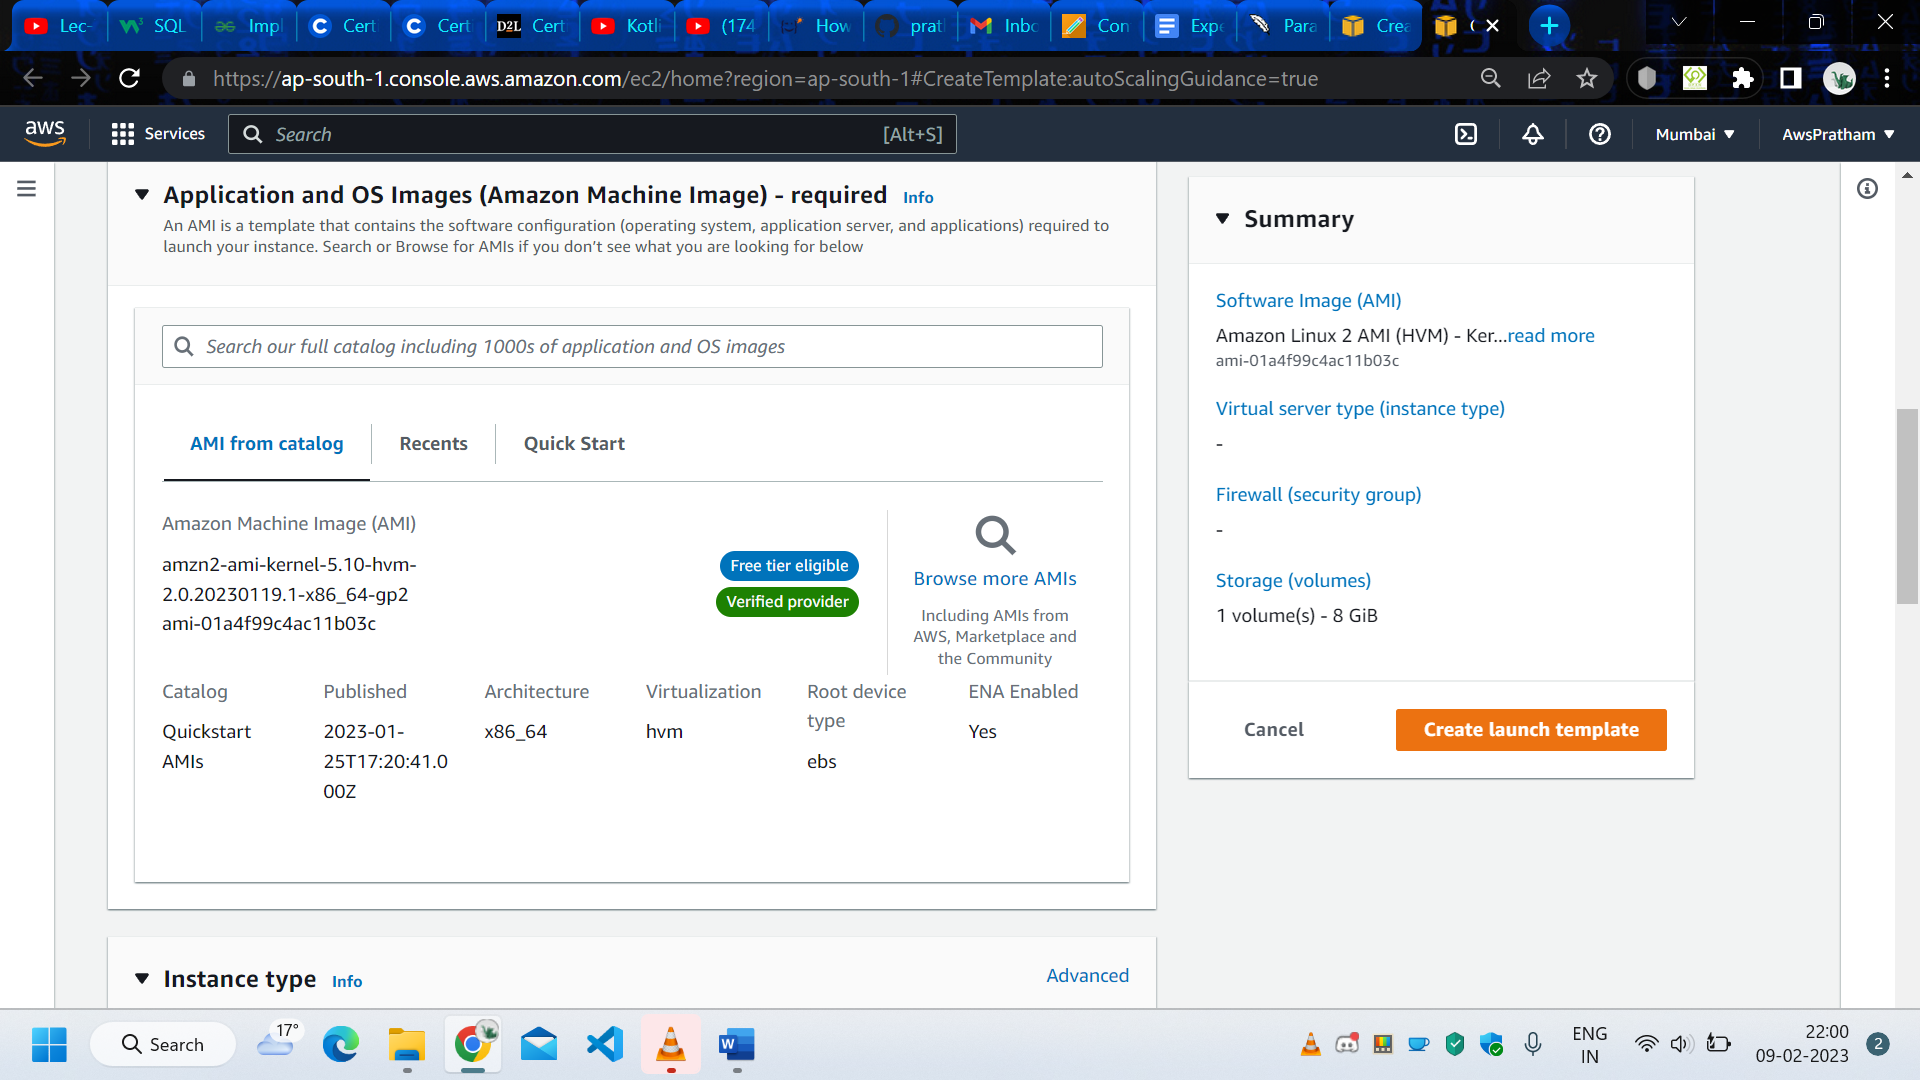 Lec-
SQL
Impl
Cert
Certi
D2L Cert
Kotli
(174
How
prat
Inbo
Con
Expe
Para
Crea
https://ap-south-1.console.aws.amazon.com/ec2/home?region=ap-south-1#CreateTemplate:autoScalingGuidance=true
aws
Services
Search
[Alt+S]
Mumbai
AwsPratham
Application and OS Images (Amazon Machine Image) - required Info
An AMI is a template that contains the software configuration (operating system, application server, and applications) required to
launch your instance. Search or Browse for AMIs if you don’t see what you are looking for below
Search our full catalog including 1000s of application and OS images
AMI from catalog
Recents
Quick Start
Amazon Machine Image (AMI)
amzn2-ami-kernel-5.10-hvm-
2.0.20230119.1-x86_64-gp2
ami-01a4f99c4ac11b03c
Free tier eligible
Verified provider
Browse more AMIs
Including AMIs from
AWS, Marketplace and
the Community
Catalog
Quickstart
AMIs
Published
2023-01-
25T17:20:41.0
00Z
Architecture
x86_64
Virtualization
hvm
Root device
type
ebs
ENA Enabled
Yes
Instance type Info
Advanced
Summary
Software Image (AMI)
Amazon Linux 2 AMI (HVM) - Ker...read more
ami-01a4f99c4ac11b03c
Virtual server type (instance type)
-
Firewall (security group)
-
Storage (volumes)
1 volume(s) - 8 GiB
Cancel
Create launch template
Search
17°
ENG
IN
22:00
09-02-2023
2